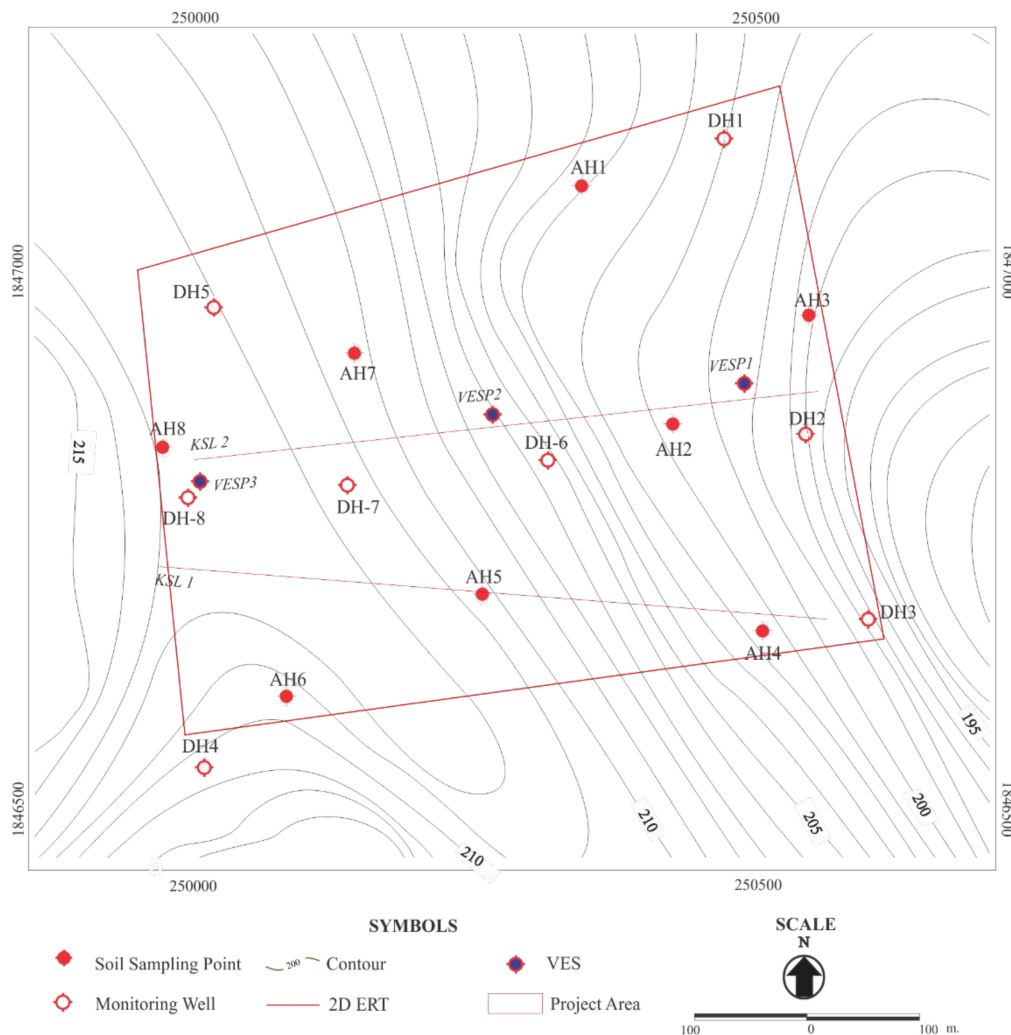 250000 250500
DH1
AH1
1847000 1847000
DH5
AH3
AH7
VESP1
VESP2
215
AH8
KSL 2
DH-6
AH2
DH2
VESP3
DH-8
DH-7
KSL 1
AH5
DH3
AH4
AH6
195
DH4
1846500 1846500
210
205
200
210
250000 250500
SYMBOLS
SCALE
N
Soil Sampling Point
200
Contour
VES
Monitoring Well
2D ERT
Project Area
100 0 100 m.